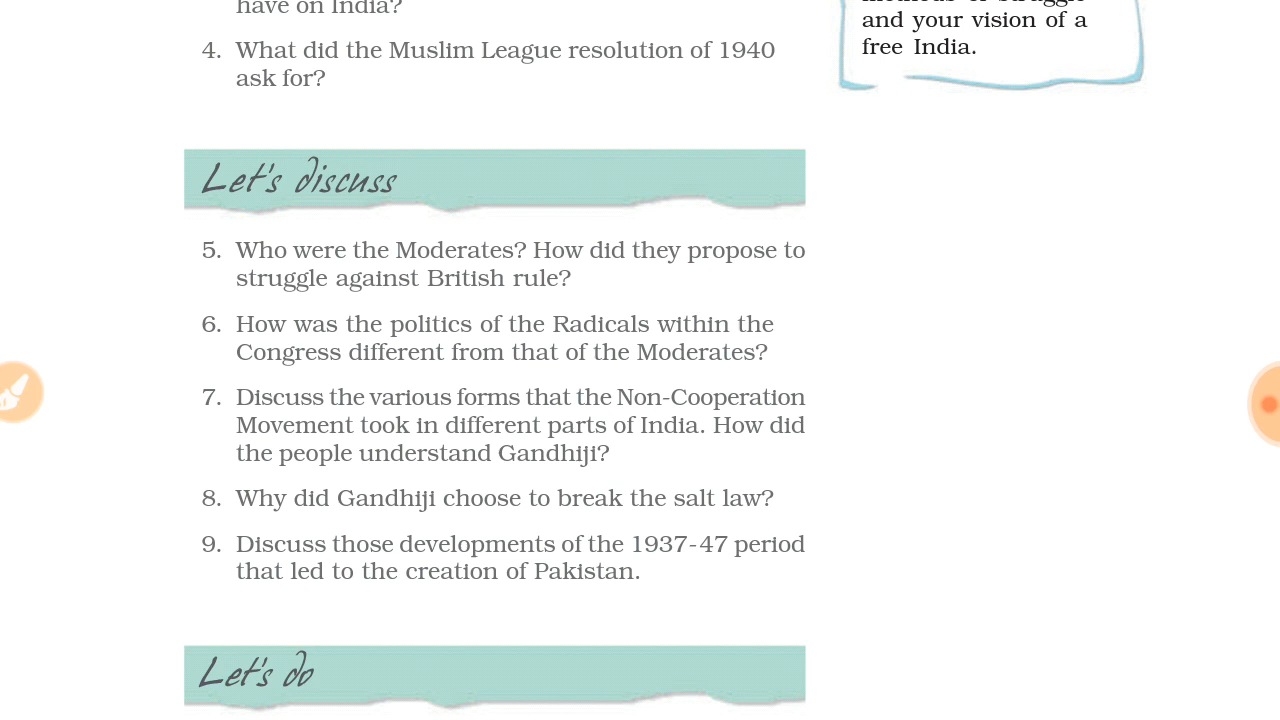 have on India?
4. What did the Muslim League resolution of 1940
ask for?
and your vision of a
free India.
Let's discuss
5. Who were the Moderates? How did they propose to
struggle against British rule?
6. How was the politics of the Radicals within the
Congress different from that of the Moderates?
7. Discuss the various forms that the Non-Cooperation
Movement took in different parts of India. How did
the people understand Gandhiji?
8. Why did Gandhiji choose to break the salt law?
9. Discuss those developments of the 1937-47 period
that led to the creation of Pakistan.
Let's do